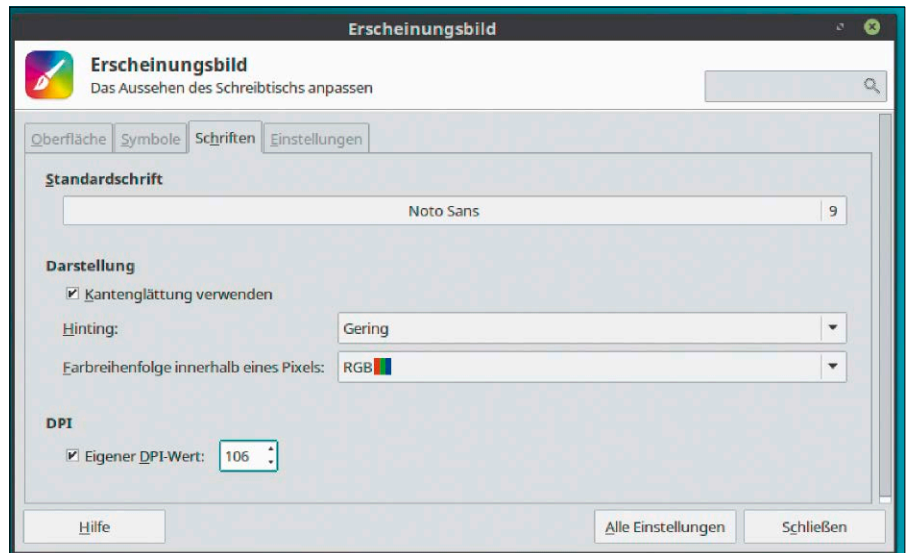 Erscheinungsbild
Erscheinungsbild
Das Aussehen des Schreibtischs anpassen
Oberfläche Symbole Schriften Einstellungen
Standardschrift
Noto Sans 9
Darstellung
Kantenglättung verwenden
Hinting: Gering
Farbreihenfolge innerhalb eines Pixels: RGB
DPI
Eigener DPI-Wert: 106
Hilfe Alle Einstellungen Schließen